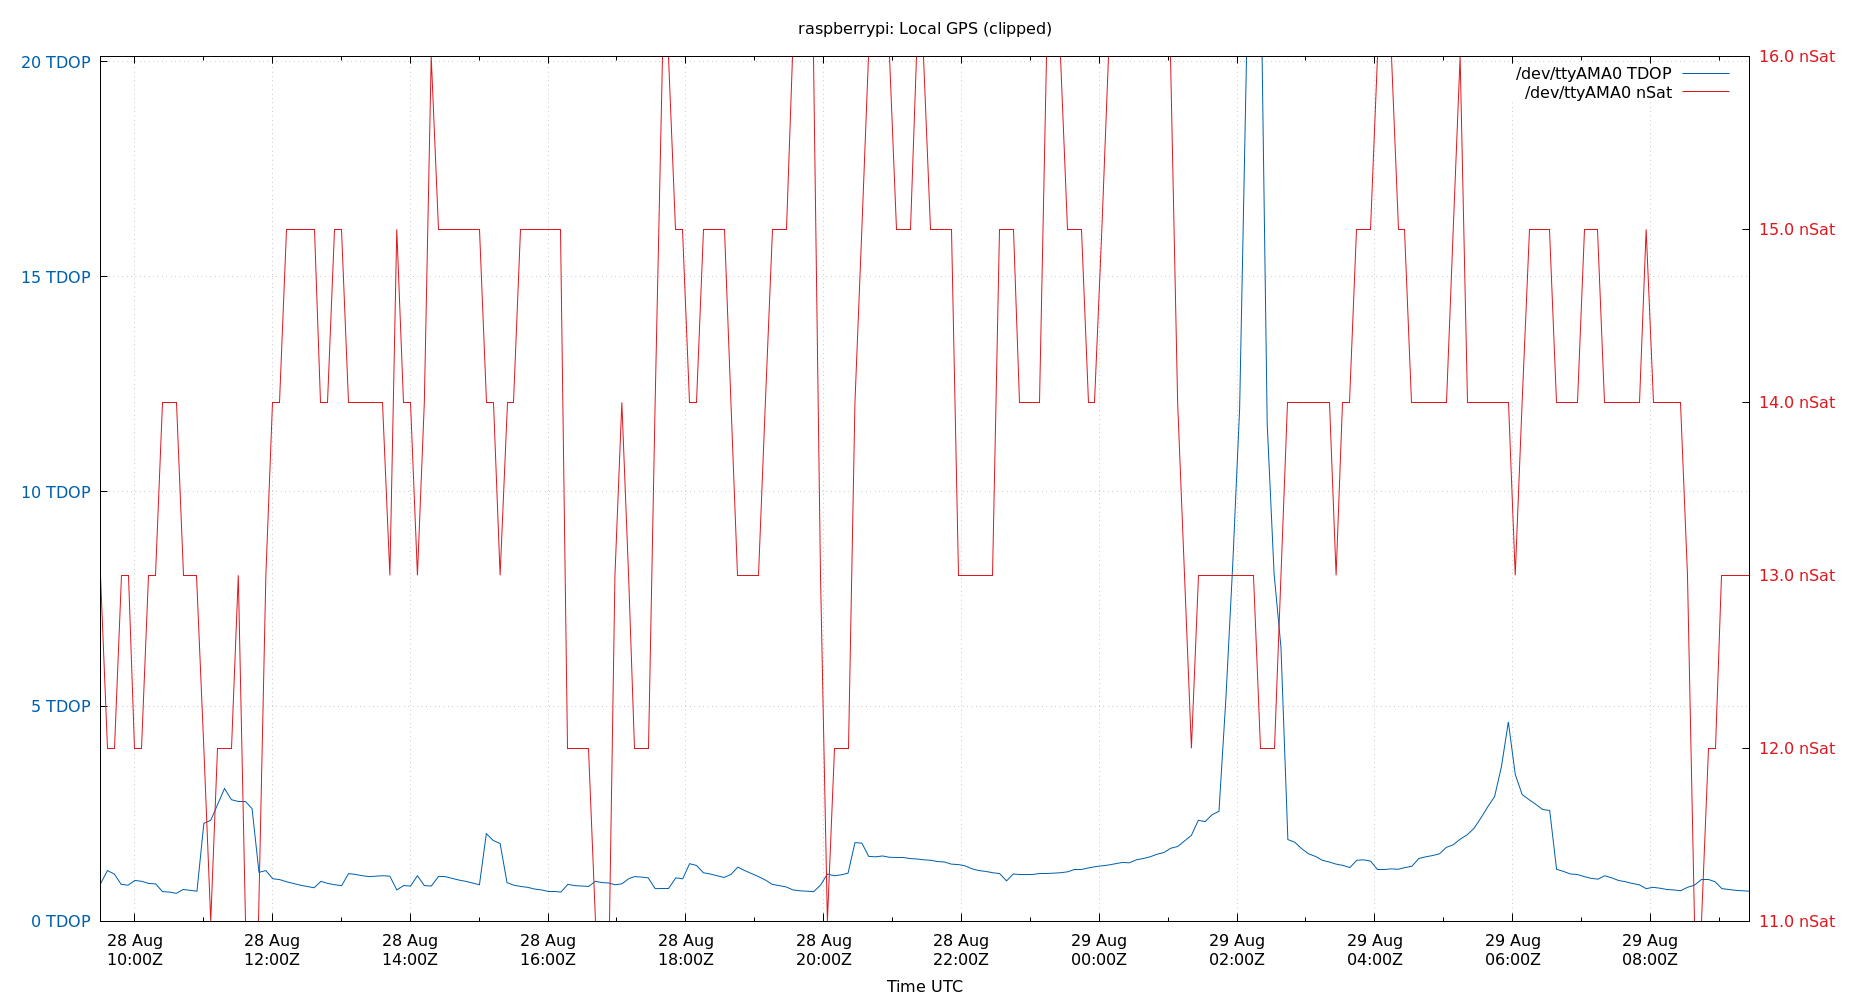 raspberrypi: Local GPS (clipped)
20 TDOP
15 TDOP
10 TDOP
5 TDOP
0 TDOP
16.0 nSat
15.0 nSat
14.0 nSat
13.0 nSat
12.0 nSat
11.0 nSat
/dev/ttyAMA0 TDOP
/dev/ttyAMA0 nSat
28 Aug 28 Aug 28 Aug 28 Aug 28 Aug 28 Aug 28 Aug 29 Aug 29 Aug 29 Aug 29 Aug 29 Aug
10:00Z 12:00Z 14:00Z 16:00Z 18:00Z 20:00Z 22:00Z 00:00Z 02:00Z 04:00Z 06:00Z 08:00Z
Time UTC